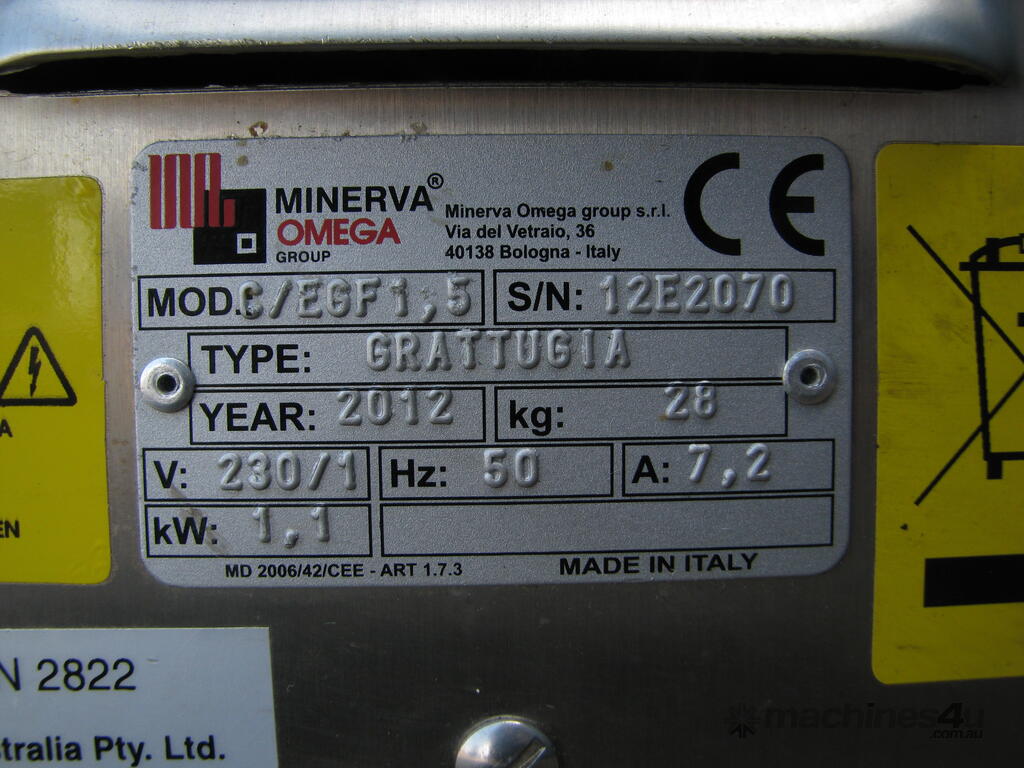 MINERVA®
OMEGA
GROUP
Minerva Omega group s.r.l.
Via del Vetraio, 36
40138 Bologna - Italy
CE
MOD. C/EGF1,5
S/N: 12E2070
TYPE: GRATTUGIA
YEAR: 2012
kg: 28
V: 230/1
Hz: 50
A: 7,2
kW: 1,1
MD 2006/42/CEE - ART 1.7.3
MADE IN ITALY
A
EN
N 2822
stralia Pty. Ltd.
machines4u
.com.au